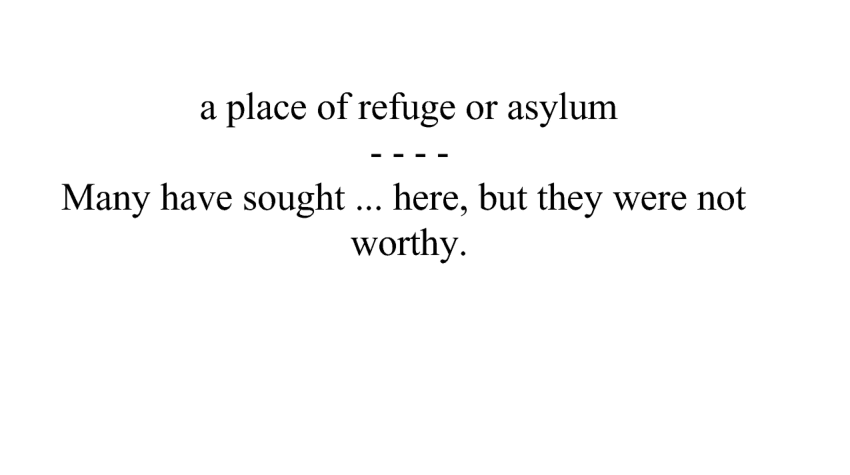 a place of refuge or asylum
- - - -
Many have sought ... here, but they were not
worthy.